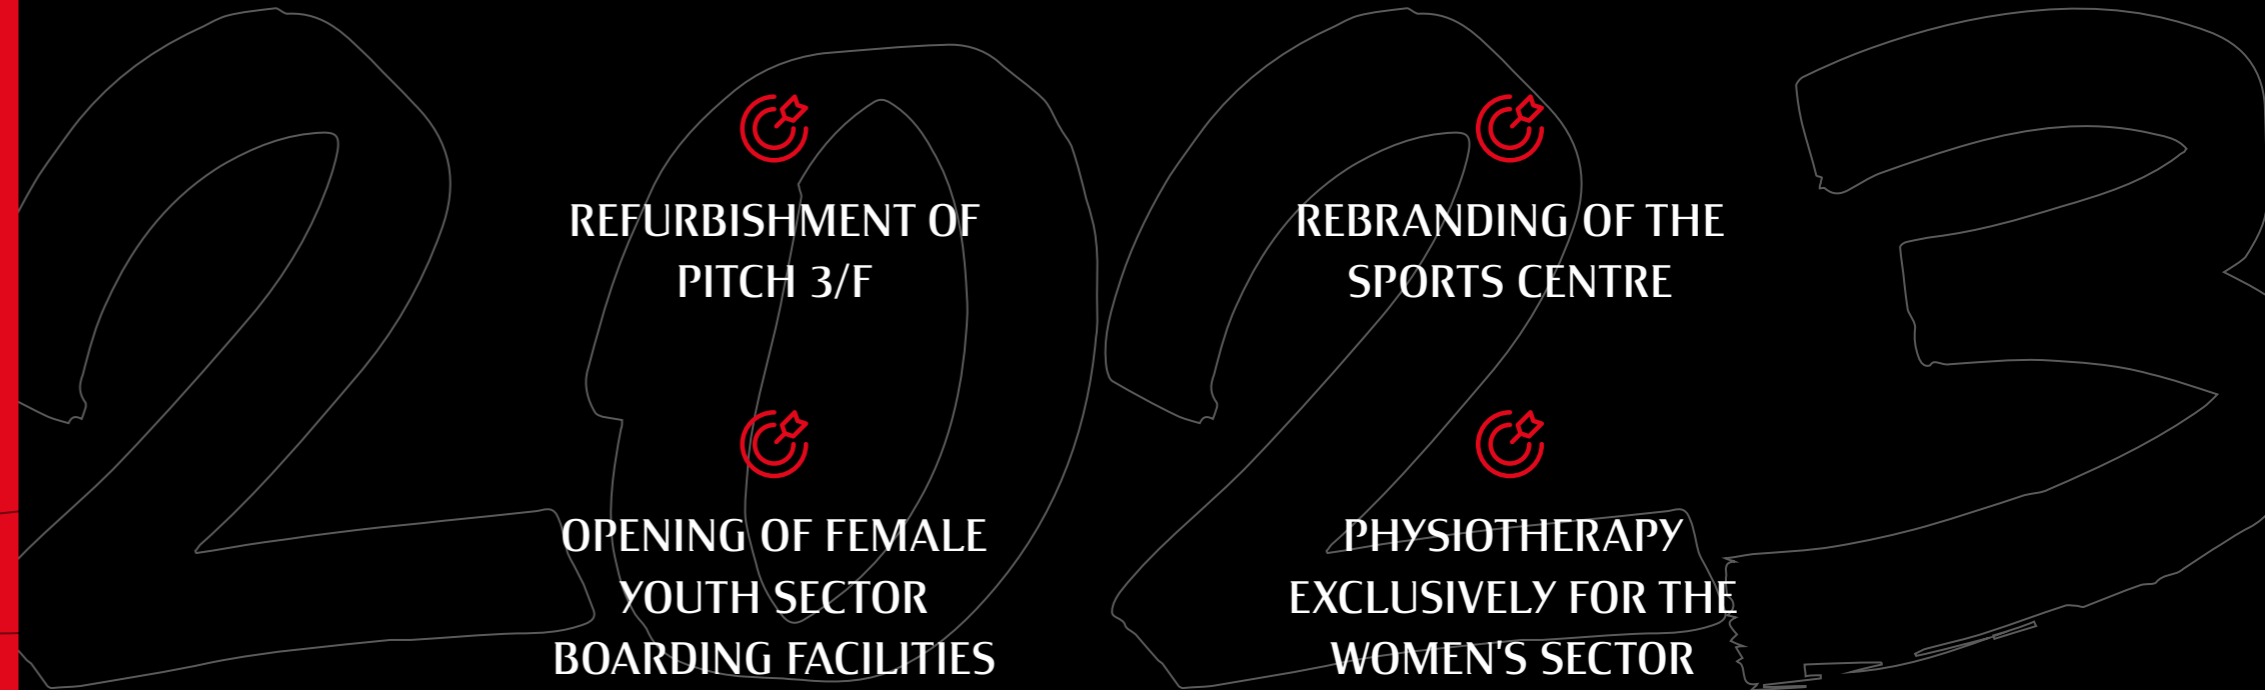 2023
REFURBISHMENT OF
PITCH 3/F
REBRANDING OF THE
SPORTS CENTRE
OPENING OF FEMALE
YOUTH SECTOR
BOARDING FACILITIES
PHYSIOTHERAPY
EXCLUSIVELY FOR THE
WOMEN'S SECTOR